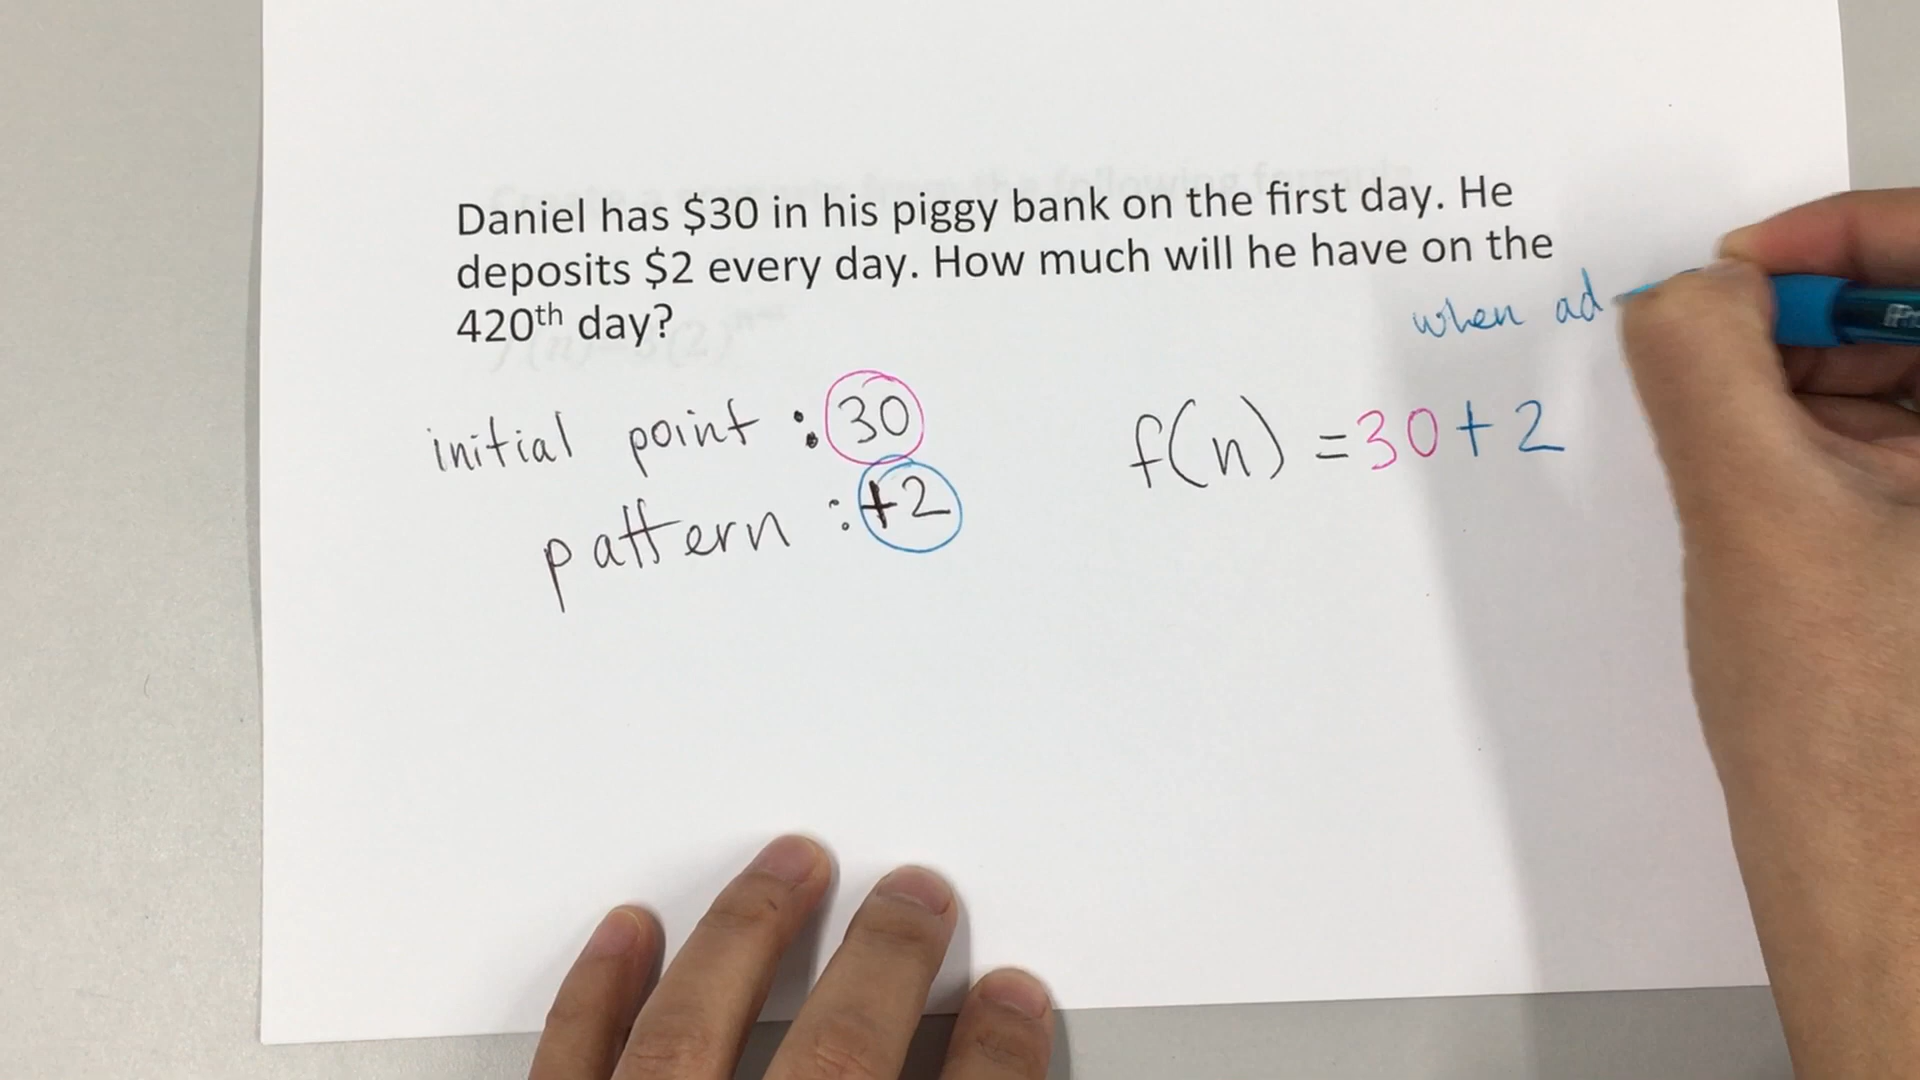 Daniel has $30 in his piggy bank on the first day. He
deposits $2 every day. How much will he have on the
420th day?
when ad
initial point : 30
f(n) = 30 + 2
pattern : +2